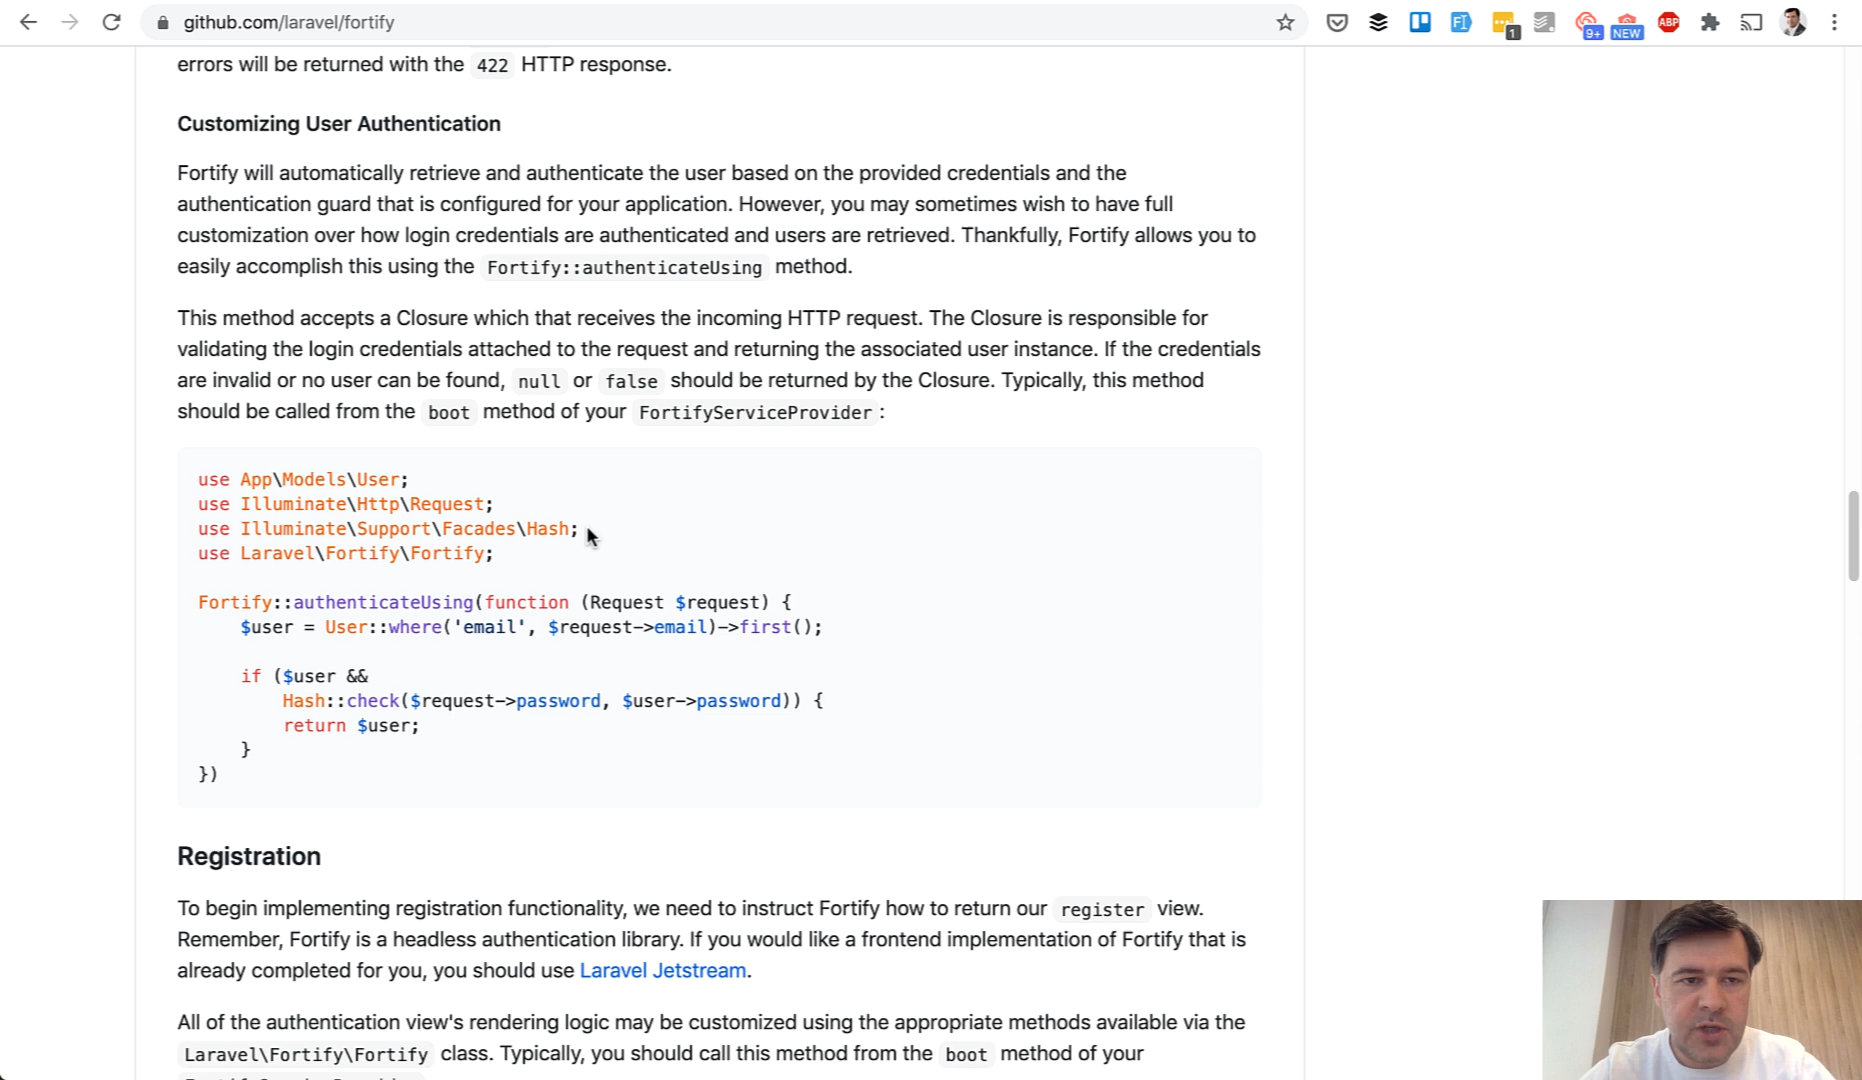 github.com/laravel/fortify
1
9+
NEW
ABP
errors will be returned with the 422 HTTP response.
Customizing User Authentication
Fortify will automatically retrieve and authenticate the user based on the provided credentials and the
authentication guard that is configured for your application. However, you may sometimes wish to have full
customization over how login credentials are authenticated and users are retrieved. Thankfully, Fortify allows you to
easily accomplish this using the Fortify::authenticateUsing method.
This method accepts a Closure which that receives the incoming HTTP request. The Closure is responsible for
validating the login credentials attached to the request and returning the associated user instance. If the credentials
are invalid or no user can be found, null or false should be returned by the Closure. Typically, this method
should be called from the boot method of your FortifyServiceProvider:
use App\Models\User;
use Illuminate\Http\Request;
use Illuminate\Support\Facades\Hash;
use Laravel\Fortify\Fortify;
Fortify::authenticateUsing(function (Request $request) {
    $user = User::where('email', $request->email)->first();
    if ($user &&
        Hash::check($request->password, $user->password)) {
        return $user;
    }
})
Registration
To begin implementing registration functionality, we need to instruct Fortify how to return our register view.
Remember, Fortify is a headless authentication library. If you would like a frontend implementation of Fortify that is
already completed for you, you should use Laravel Jetstream.
All of the authentication view's rendering logic may be customized using the appropriate methods available via the
Laravel\Fortify\Fortify class. Typically, you should call this method from the boot method of your